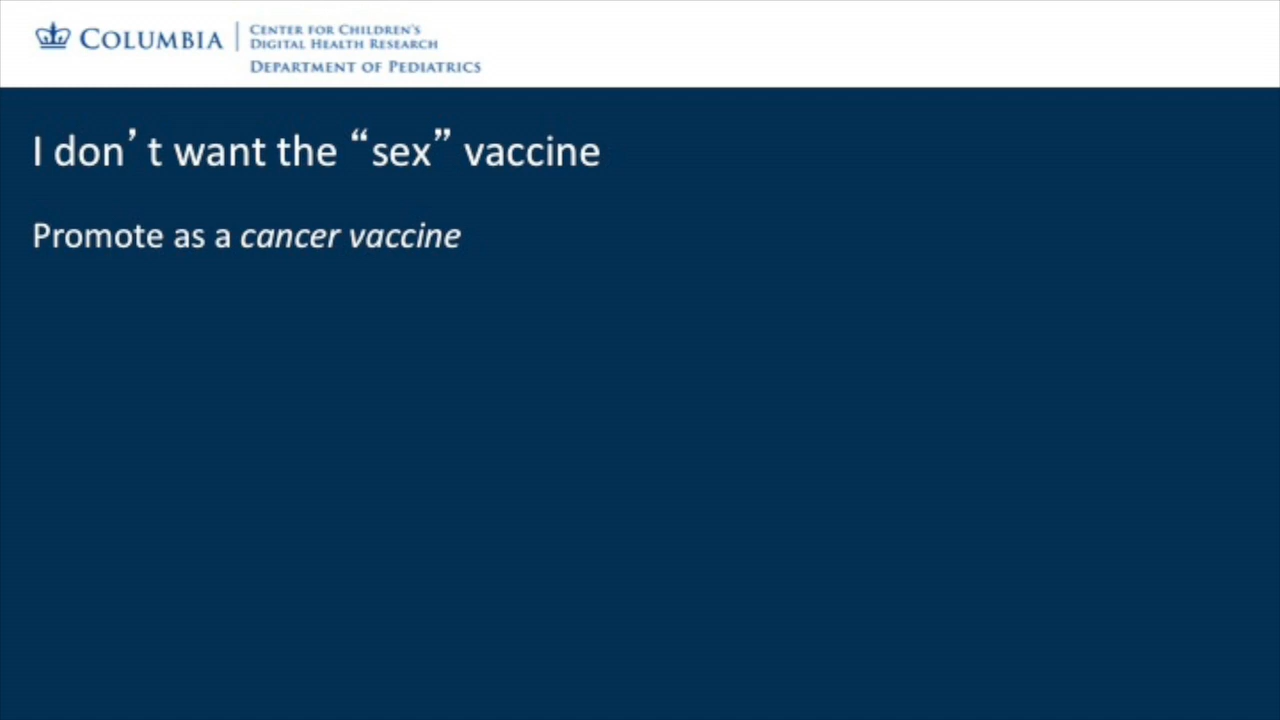 COLUMBIA
CENTER FOR CHILDREN'S
DIGITAL HEALTH RESEARCH
DEPARTMENT OF PEDIATRICS
I don’t want the “sex” vaccine
Promote as a cancer vaccine